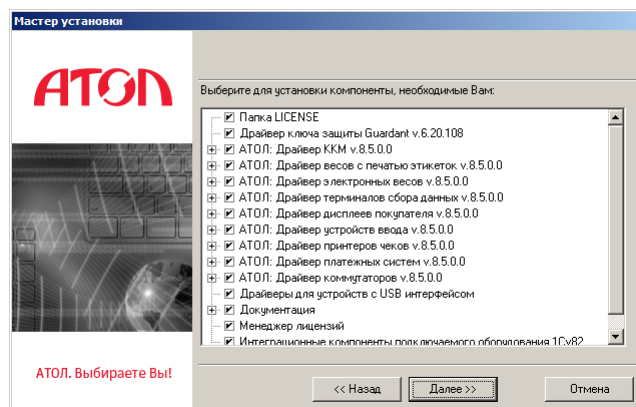 Мастер установки
АТОЛ
Выберите для установки компоненты, необходимые Вам:
Папка LICENSE
Драйвер ключа защиты Guardant v.6.20.108
АТОЛ: Драйвер ККМ v.8.5.0.0
АТОЛ: Драйвер весов с печатью этикеток v.8.5.0.0
АТОЛ: Драйвер электронных весов v.8.5.0.0
АТОЛ: Драйвер терминалов сбора данных v.8.5.0.0
АТОЛ: Драйвер дисплеев покупателя v.8.5.0.0
АТОЛ: Драйвер устройств ввода v.8.5.0.0
АТОЛ: Драйвер принтеров чеков v.8.5.0.0
АТОЛ: Драйвер платежных систем v.8.5.0.0
АТОЛ: Драйвер коммутаторов v.8.5.0.0
Драйверы для устройств с USB интерфейсом
Документация
Менеджер лицензий
Интеграционные компоненты подключаемого оборудования 1Cv82
АТОЛ. Выбираете Вы!
<< Назад
Далее >>
Отмена